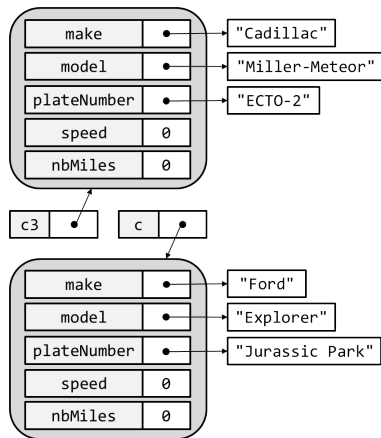 make "Cadillac"
model "Miller-Meteor"
plateNumber "ECTO-2"
speed 0
nbMiles 0
c3 c
make "Ford"
model "Explorer"
plateNumber "Jurassic Park"
speed 0
nbMiles 0